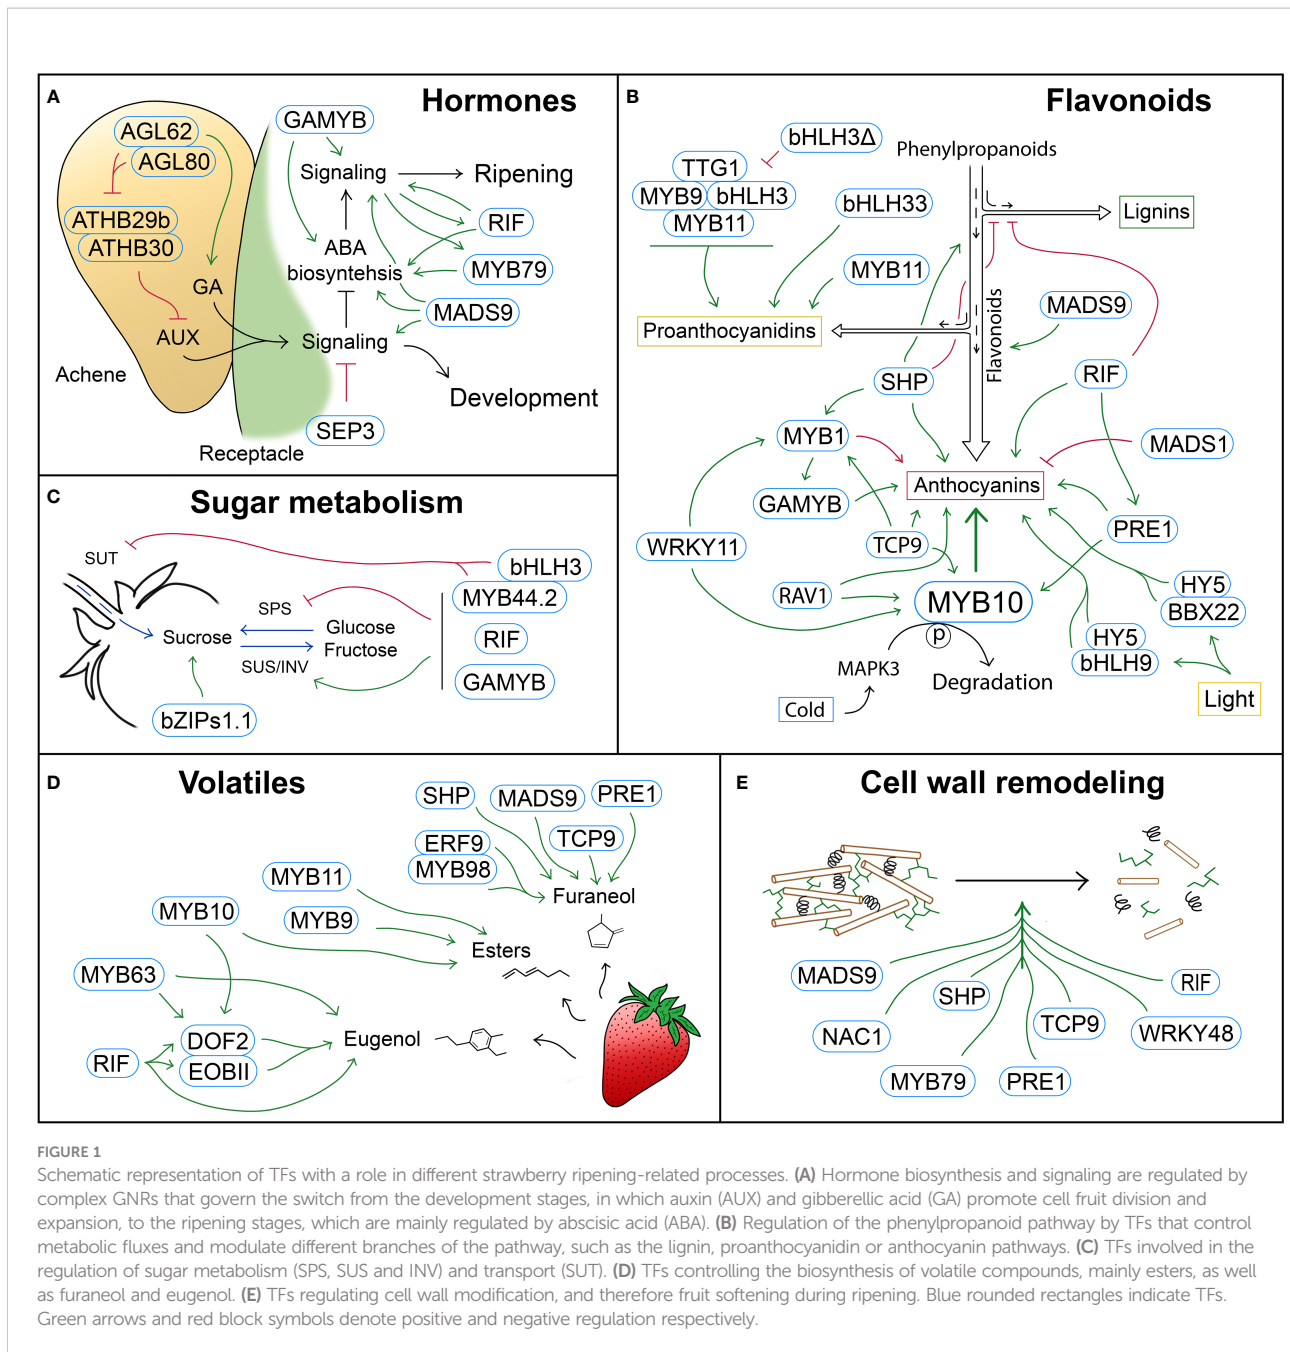 A
Hormones
AGL62
AGL80
ATHB29b
ATHB30
GA
AUX
Achene
Receptacle
GAMYB
Signaling
Ripening
RIF
ABA
biosyntehsis
MYB79
MADS9
Signaling
Development
SEP3
B
Flavonoids
bHLH3Δ
TTG1
MYB9
bHLH3
MYB11
Phenylpropanoids
bHLH33
Lignins
MYB11
MADS9
Proanthocyanidins
Flavonoids
SHP
RIF
MYB1
MADS1
GAMYB
Anthocyanins
WRKY11
TCP9
PRE1
RAV1
MYB10
HY5
BBX22
p
HY5
bHLH9
MAPK3
Degradation
Cold
Light
C
Sugar metabolism
SUT
bHLH3
MYB44.2
SPS
Sucrose
Glucose
Fructose
RIF
SUS/INV
GAMYB
bZIPs1.1
D
Volatiles
SHP
MADS9
PRE1
ERF9
MYB98
TCP9
MYB11
Furaneol
MYB10
MYB9
Esters
MYB63
DOF2
EOBII
Eugenol
RIF
E
Cell wall remodeling
MADS9
SHP
RIF
NAC1
TCP9
WRKY48
MYB79
PRE1
FIGURE 1
Schematic representation of TFs with a role in different strawberry ripening-related processes. (A) Hormone biosynthesis and signaling are regulated by
complex GNRs that govern the switch from the development stages, in which auxin (AUX) and gibberellic acid (GA) promote cell fruit division and
expansion, to the ripening stages, which are mainly regulated by abscisic acid (ABA). (B) Regulation of the phenylpropanoid pathway by TFs that control
metabolic fluxes and modulate different branches of the pathway, such as the lignin, proanthocyanidin or anthocyanin pathways. (C) TFs involved in the
regulation of sugar metabolism (SPS, SUS and INV) and transport (SUT). (D) TFs controlling the biosynthesis of volatile compounds, mainly esters, as well
as furaneol and eugenol. (E) TFs regulating cell wall modification, and therefore fruit softening during ripening. Blue rounded rectangles indicate TFs.
Green arrows and red block symbols denote positive and negative regulation respectively.